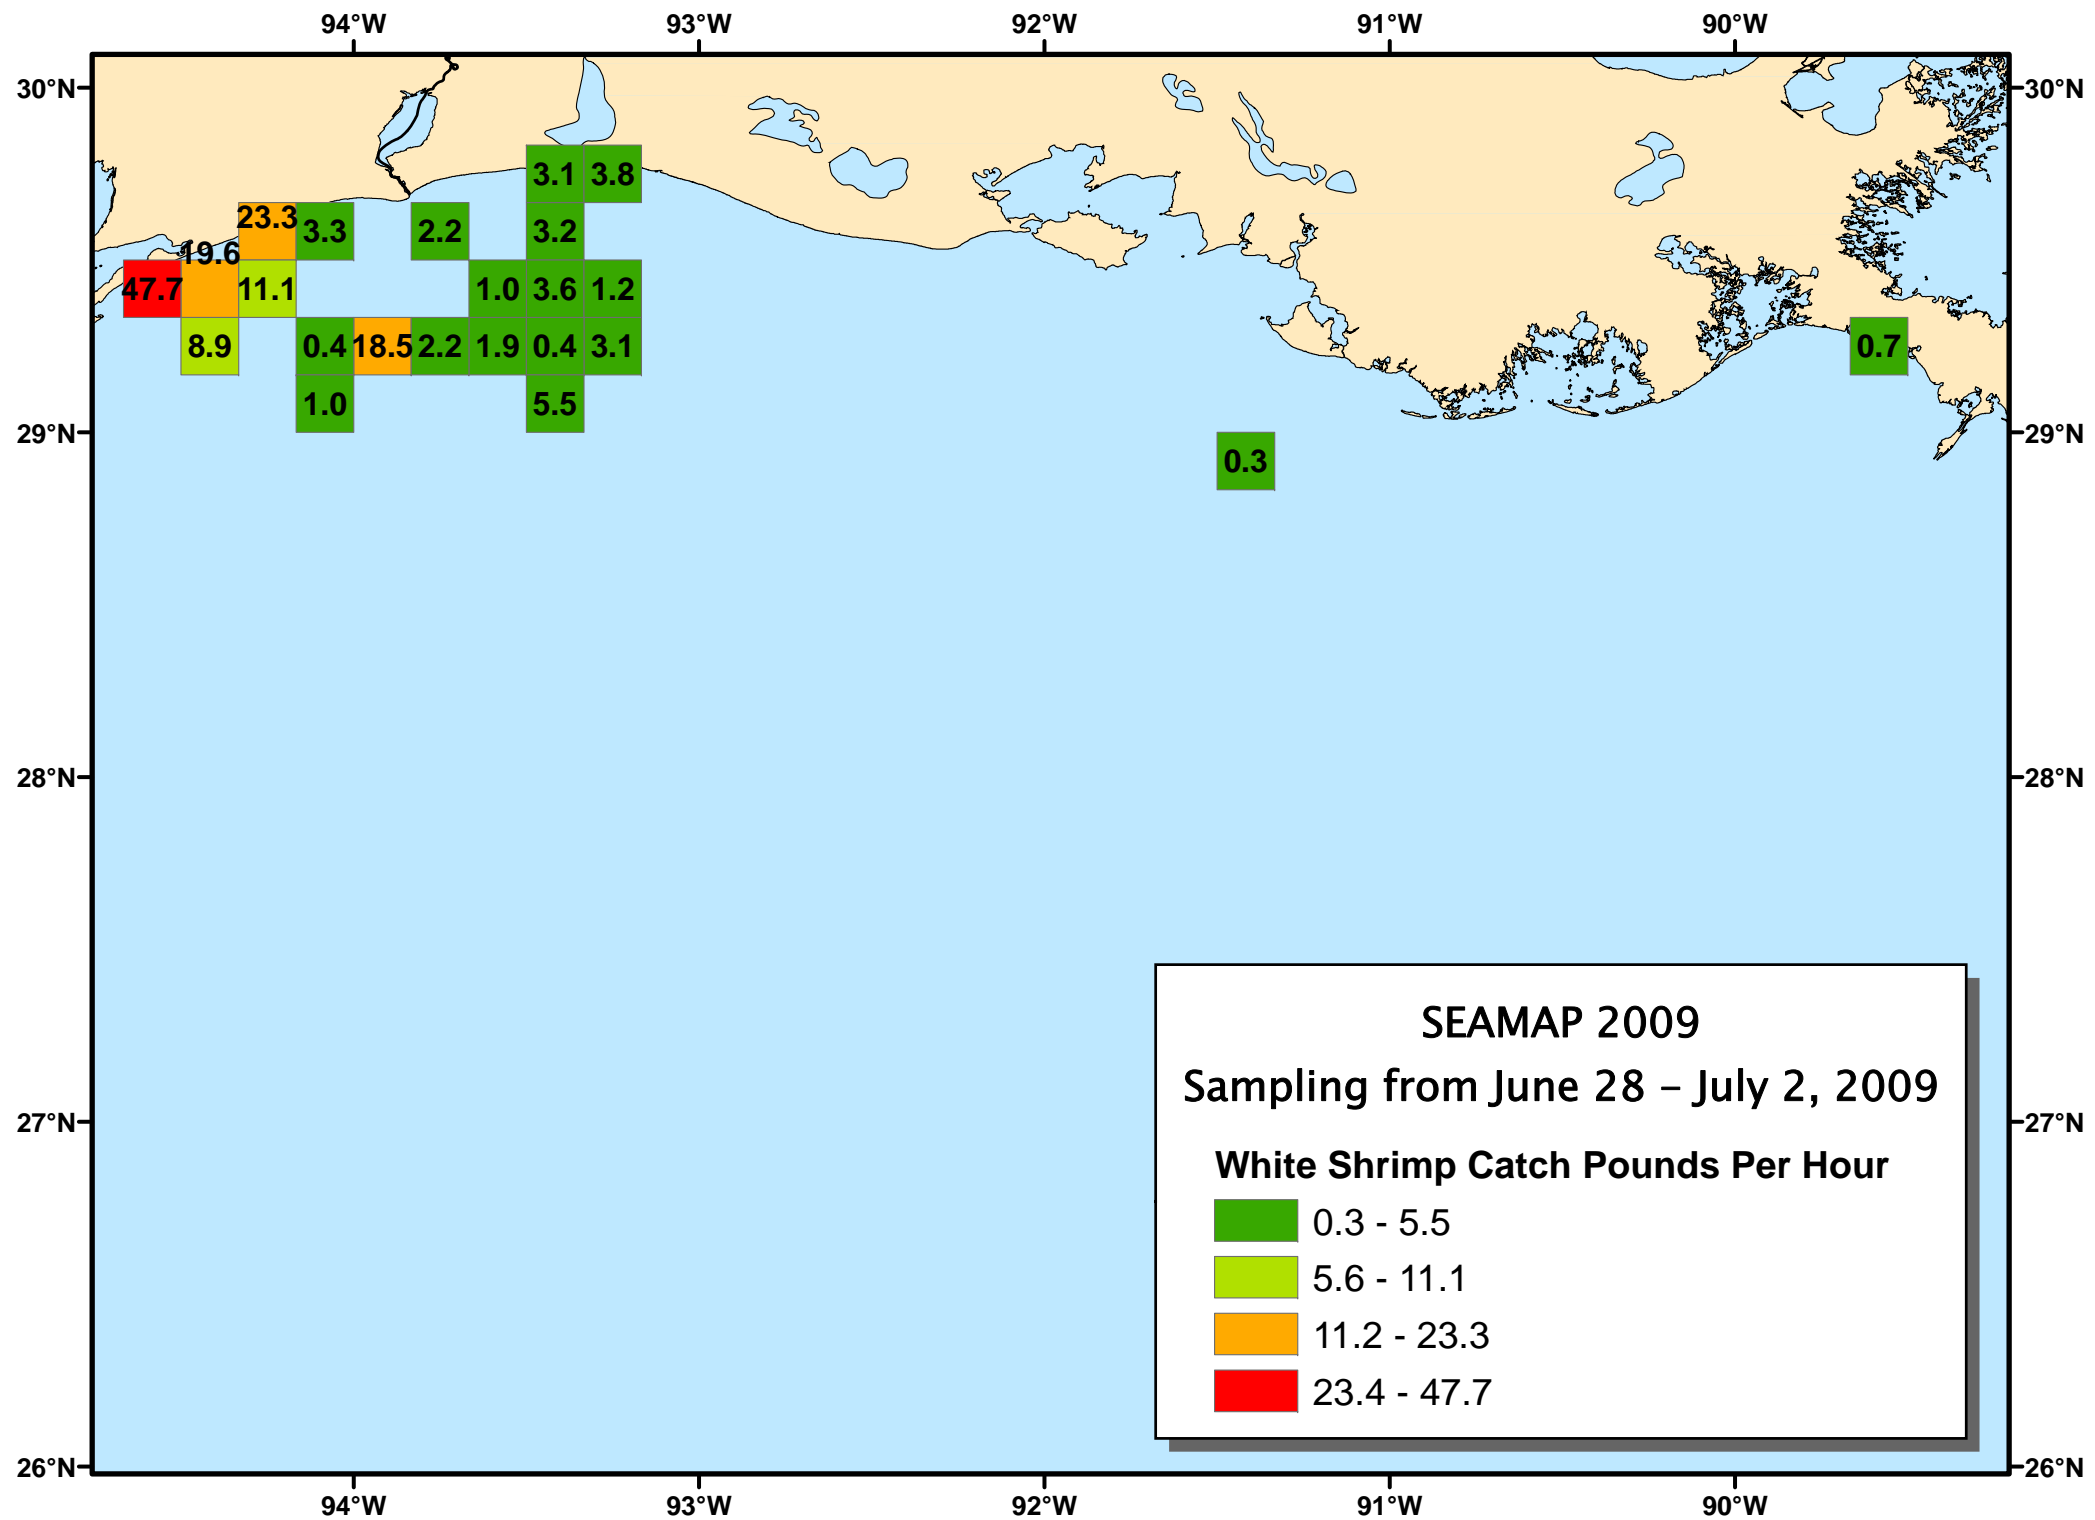 94°W 93°W 92°W 91°W 90°W
30°N 30°N
3.1 3.8
23.3 3.3 2.2 3.2
19.6
47.7 11.1 1.0 3.6 1.2
8.9 0.4 18.5 2.2 1.9 0.4 3.1 0.7
1.0 5.5
29°N 29°N
0.3
28°N 28°N
SEAMAP 2009
Sampling from June 28 – July 2, 2009
27°N 27°N
White Shrimp Catch Pounds Per Hour
0.3 - 5.5
5.6 - 11.1
11.2 - 23.3
23.4 - 47.7
26°N 26°N
94°W 93°W 92°W 91°W 90°W